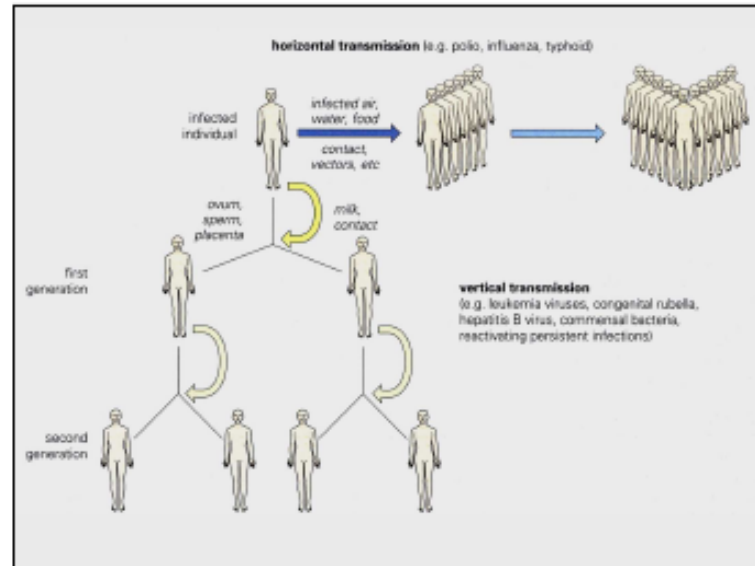 horizontal transmission (e.g. polio, influenza, typhoid)
infected
individual
infected air,
water, food
contact,
vectors, etc
ovum,
sperm,
placenta
milk,
contact
first
generation
vertical transmission
(e.g. leukemia viruses, congenital rubella,
hepatitis B virus, commensal bacteria,
reactivating persistent infections)
second
generation